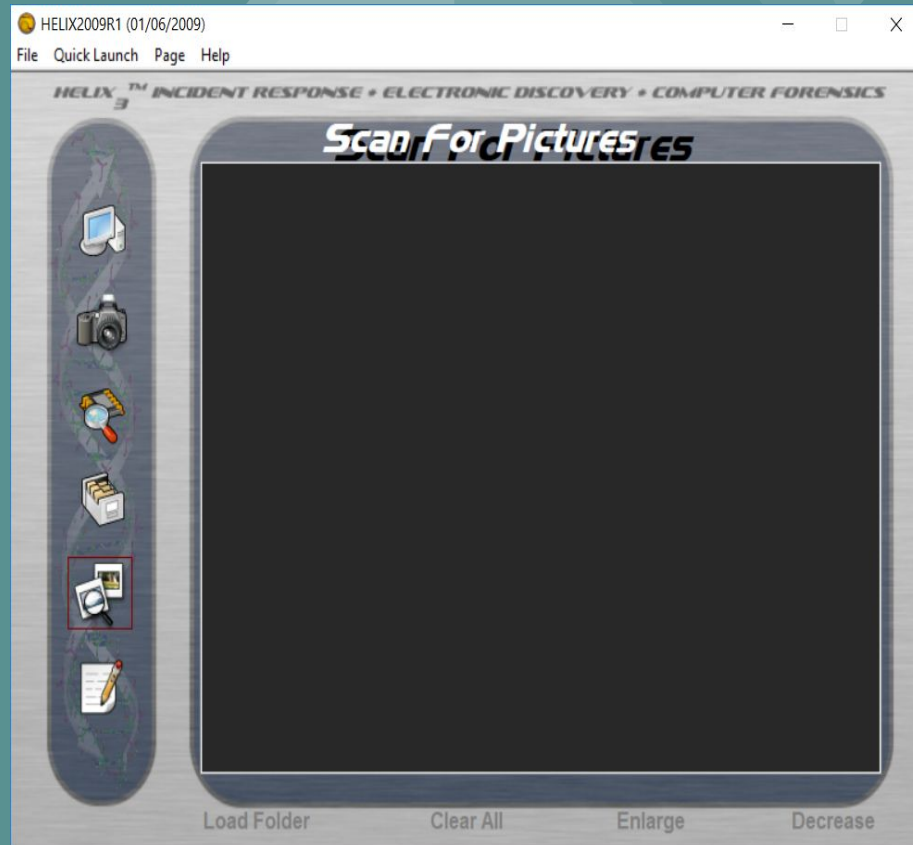 HELIX2009R1 (01/06/2009)
File Quick Launch Page Help
HELIX3™ INCIDENT RESPONSE • ELECTRONIC DISCOVERY • COMPUTER FORENSICS
Scan For Pictures
Load Folder Clear All Enlarge Decrease